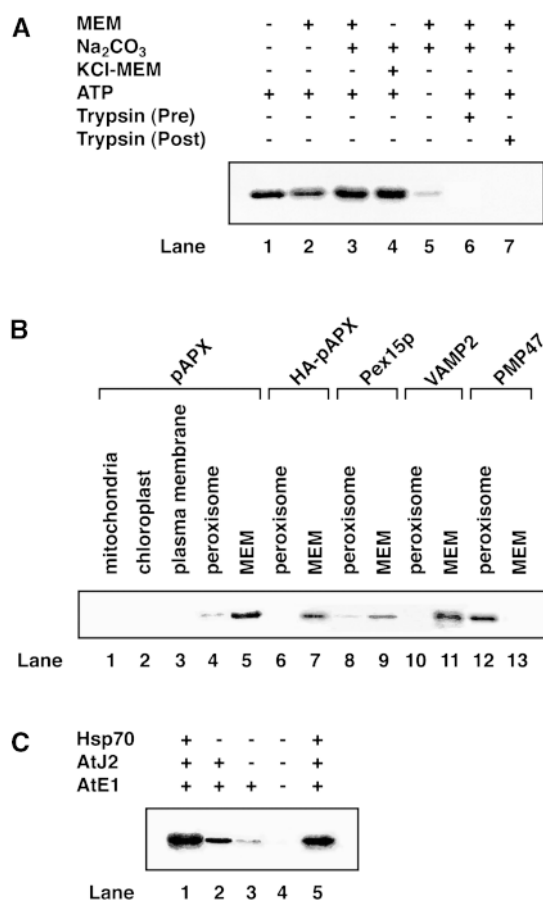 A
MEM - + + - + + +
Na₂CO₃ - - + + + + +
KCl-MEM - - - + - - -
ATP + + + + - + +
Trypsin (Pre) - - - - - + -
Trypsin (Post) - - - - - - +
Lane 1 2 3 4 5 6 7
B
pAPX HA-pAPX Pex15p VAMP2 PMP47
mitochondria chloroplast plasma membrane peroxisome MEM peroxisome MEM peroxisome MEM peroxisome MEM peroxisome MEM
Lane 1 2 3 4 5 6 7 8 9 10 11 12 13
C
Hsp70 + - - - +
AtJ2 + + - - +
AtE1 + + + - +
Lane 1 2 3 4 5